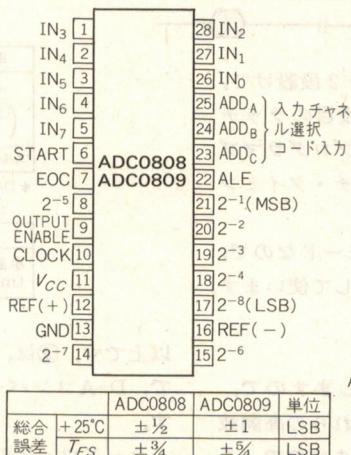 IN₃ 1
IN₄ 2
IN₅ 3
IN₆ 4
IN₇ 5
START 6
EOC 7
2⁻⁵ 8
OUTPUT
ENABLE 9
CLOCK 10
VCC 11
REF(+) 12
GND 13
2⁻⁷ 14
ADC0808
ADC0809
28 IN₂
27 IN₁
26 IN₀
25 ADDA
24 ADDB
23 ADDC
入力チャネ
ル選択
コード入力
22 ALE
21 2⁻¹(MSB)
20 2⁻²
19 2⁻³
18 2⁻⁴
17 2⁻⁸(LSB)
16 REF(−)
15 2⁻⁶
ADC0808 ADC0809 単位
総合
誤差
+25℃ ±½ ±1 LSB
TFS ±¾ ±5/4 LSB